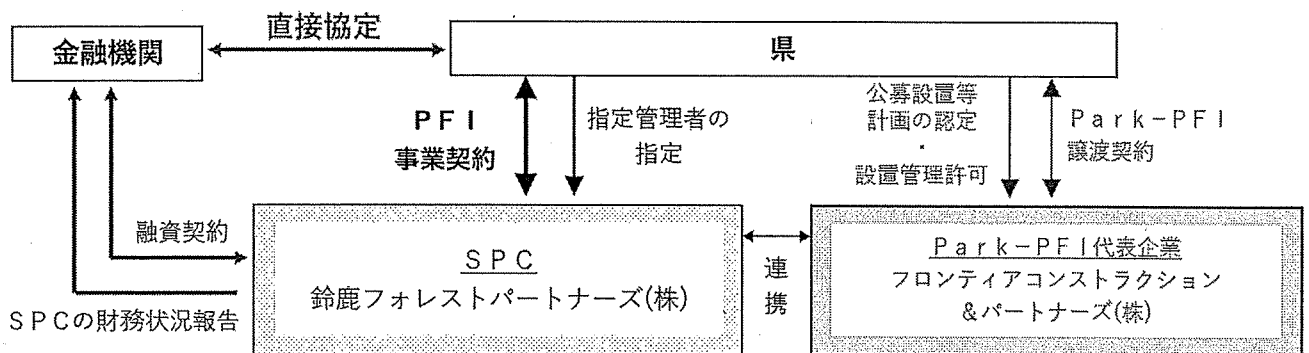 直接協定
金融機関
県
PFI
事業契約
指定管理者の
指定
公募設置等
計画の認定
・
設置管理許可
Park-PFI
譲渡契約
融資契約
SPCの財務状況報告
SPC
鈴鹿フォレストパートナーズ(株)
連
携
Park-PFI代表企業
フロンティアコンストラクション
&パートナーズ(株)